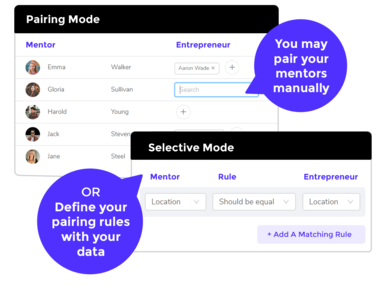 Pairing Mode
Mentor Entrepreneur
Emma Walker Aaron Wade × +
Gloria Sullivan Search
Harold Young +
Jack Steven
Jane Steel
You may
pair your
mentors
manually
Selective Mode
Mentor Rule Entrepreneur
Location Should be equal Location
+ Add A Matching Rule
OR
Define your
pairing rules
with your
data